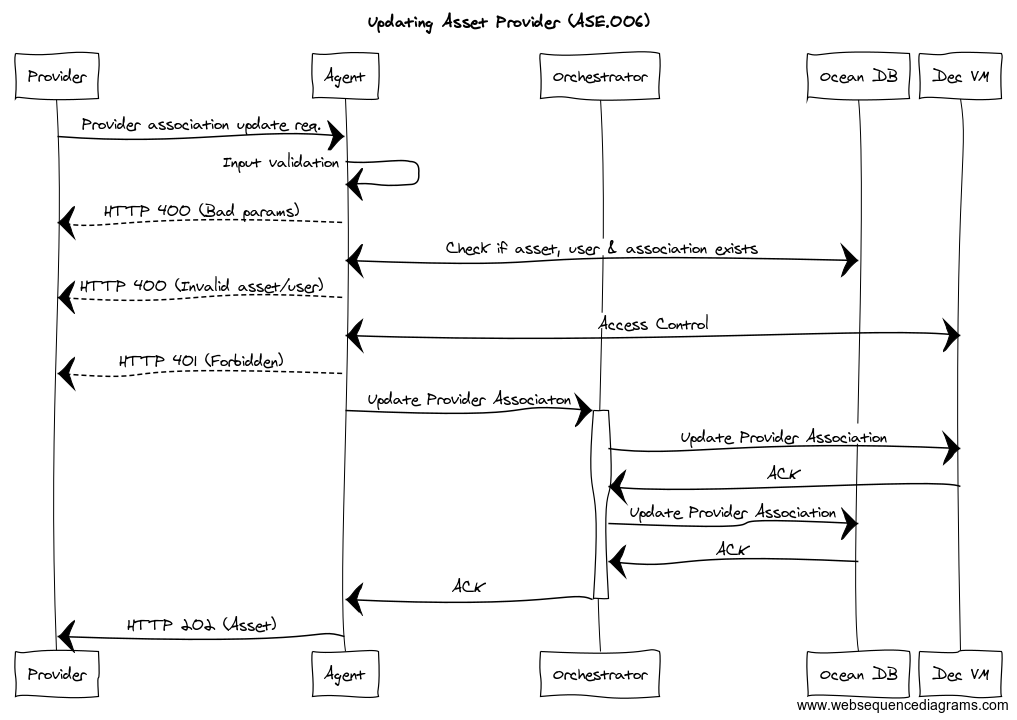 Updating Asset Provider (ASE.006)
Provider
Agent
Orchestrator
Ocean DB
Dec VM
Provider association update req.
Input validation
HTTP 400 (Bad params)
Check if asset, user & association exists
HTTP 400 (Invalid asset/user)
Access Control
HTTP 401 (Forbidden)
Update Provider Associaton
Update Provider Association
ACK
Update Provider Association
ACK
ACK
HTTP 202 (Asset)
Provider
Agent
Orchestrator
Ocean DB
Dec VM
www.websequencediagrams.com